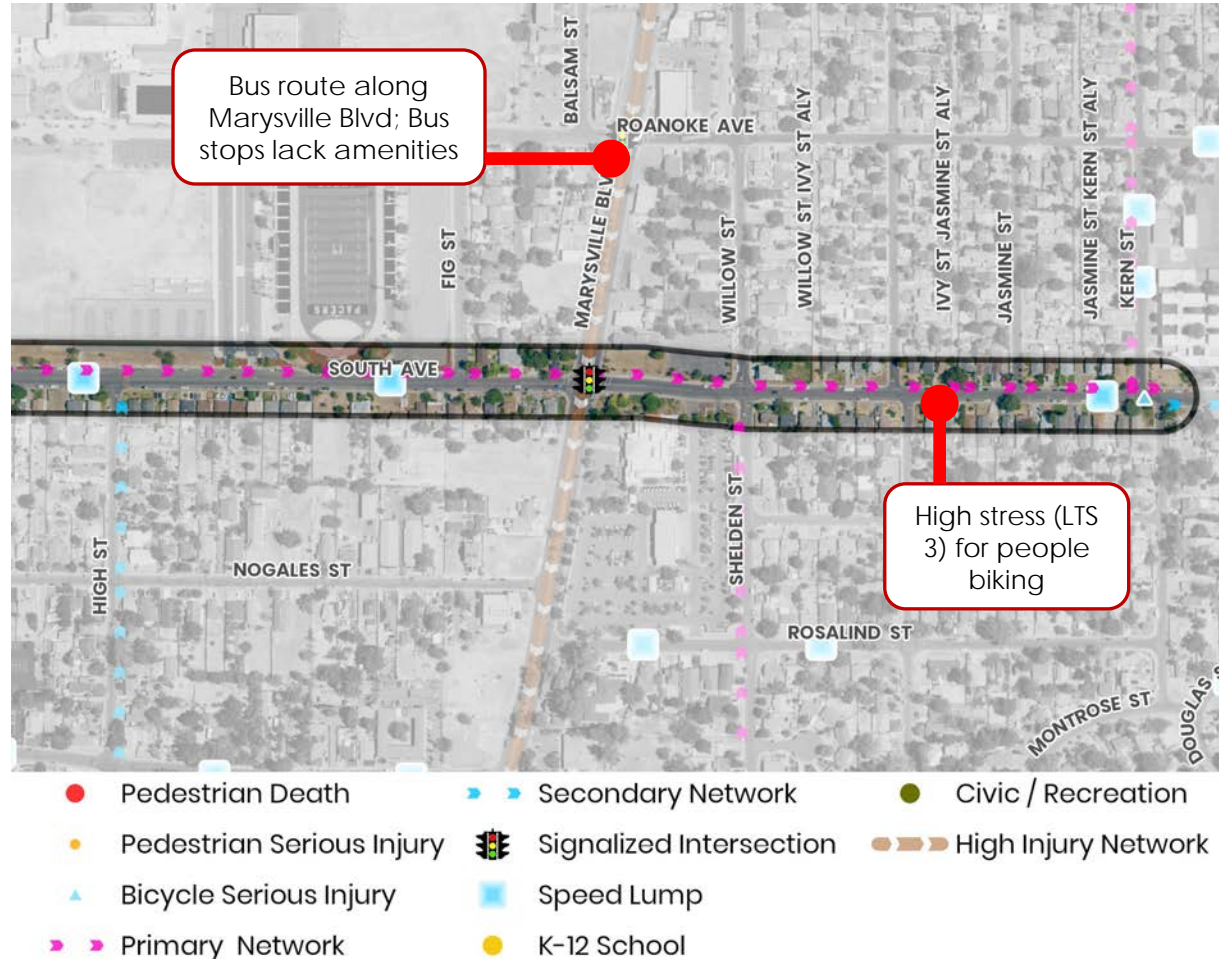 Bus route along
Marysville Blvd; Bus
stops lack amenities
BALSAM ST
ROANOKE AVE
MARYSVILLE BLV
FIG ST
WILLOW ST
WILLOW ST IVY ST ALY
IVY ST JASMINE ST ALY
JASMINE ST
JASMINE ST KERN ST ALY
KERN ST
PACERS
SOUTH AVE
High stress (LTS
3) for people
biking
HIGH ST
NOGALES ST
SHELDEN ST
ROSALIND ST
MONTROSE ST
DOUGLAS S
Pedestrian Death
Secondary Network
Civic / Recreation
Pedestrian Serious Injury
Signalized Intersection
High Injury Network
Bicycle Serious Injury
Speed Lump
Primary Network
K-12 School